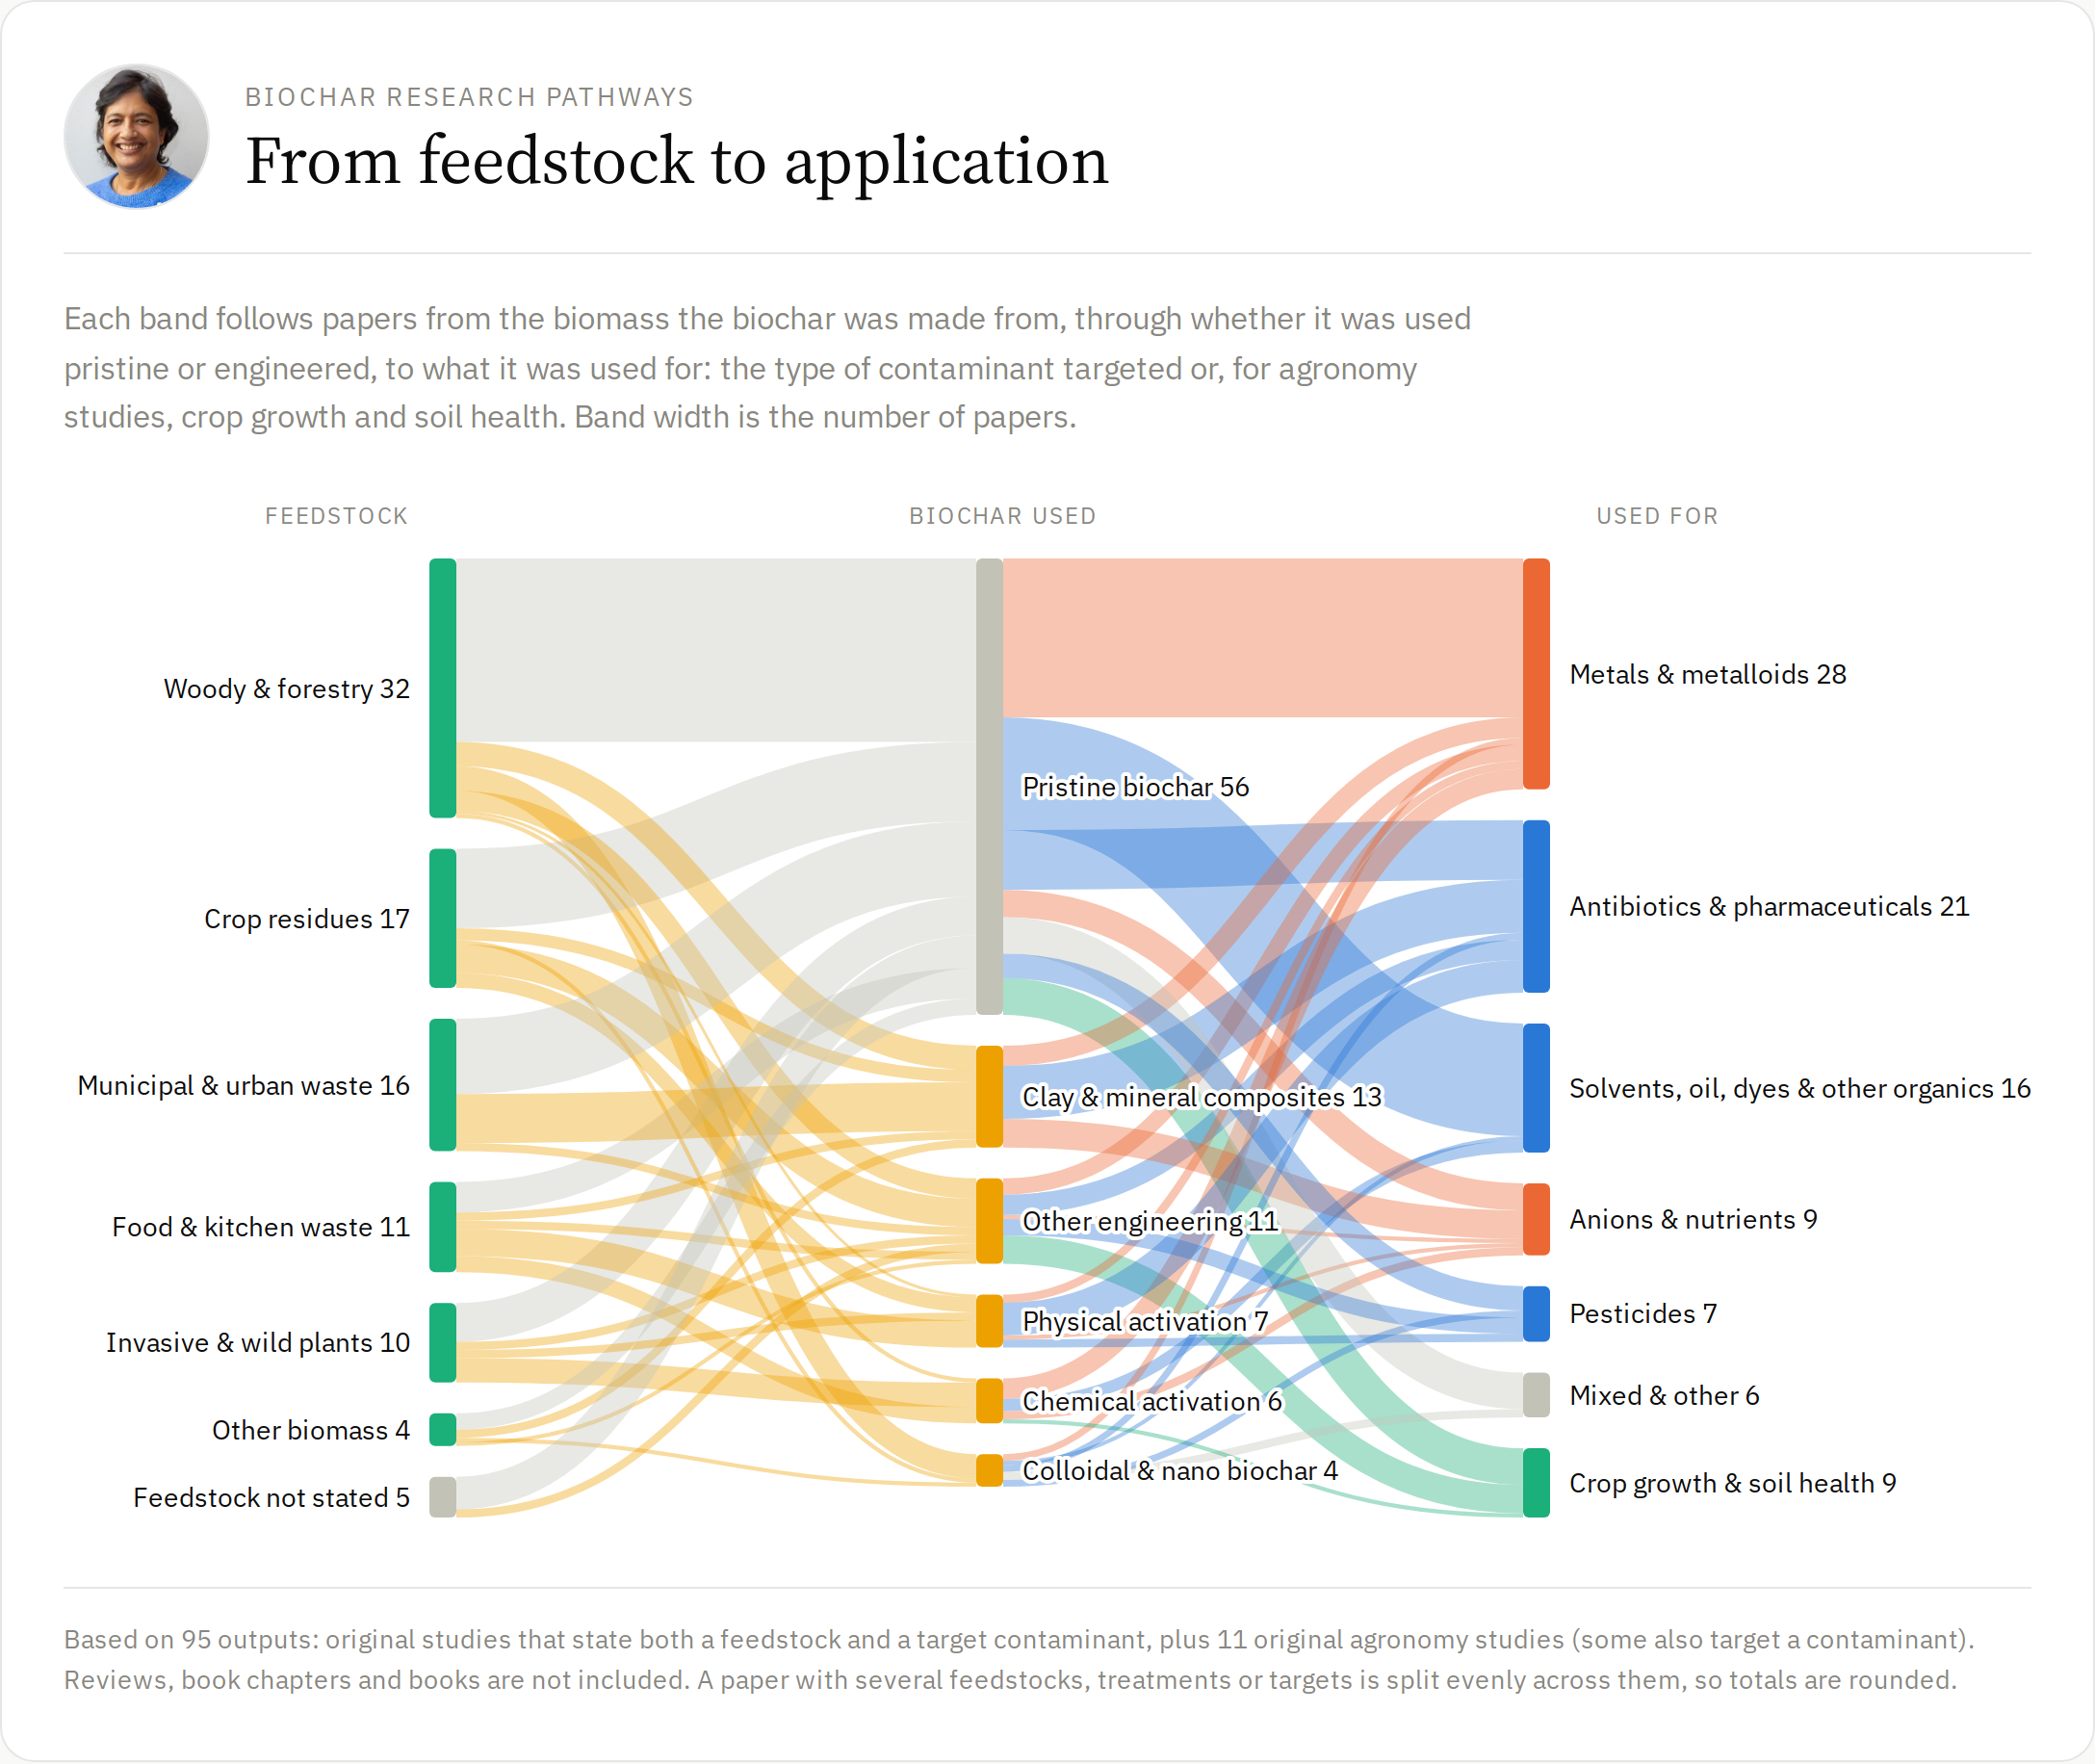 BIOCHAR RESEARCH PATHWAYS
From feedstock to application
Each band follows papers from the biomass the biochar was made from, through whether it was used
pristine or engineered, to what it was used for: the type of contaminant targeted or, for agronomy
studies, crop growth and soil health. Band width is the number of papers.
FEEDSTOCK
BIOCHAR USED
USED FOR
Woody & forestry 32
Crop residues 17
Municipal & urban waste 16
Food & kitchen waste 11
Invasive & wild plants 10
Other biomass 4
Feedstock not stated 5
Pristine biochar 56
Clay & mineral composites 13
Other engineering 11
Physical activation 7
Chemical activation 6
Colloidal & nano biochar 4
Metals & metalloids 28
Antibiotics & pharmaceuticals 21
Solvents, oil, dyes & other organics 16
Anions & nutrients 9
Pesticides 7
Mixed & other 6
Crop growth & soil health 9
Based on 95 outputs: original studies that state both a feedstock and a target contaminant, plus 11 original agronomy studies (some also target a contaminant).
Reviews, book chapters and books are not included. A paper with several feedstocks, treatments or targets is split evenly across them, so totals are rounded.